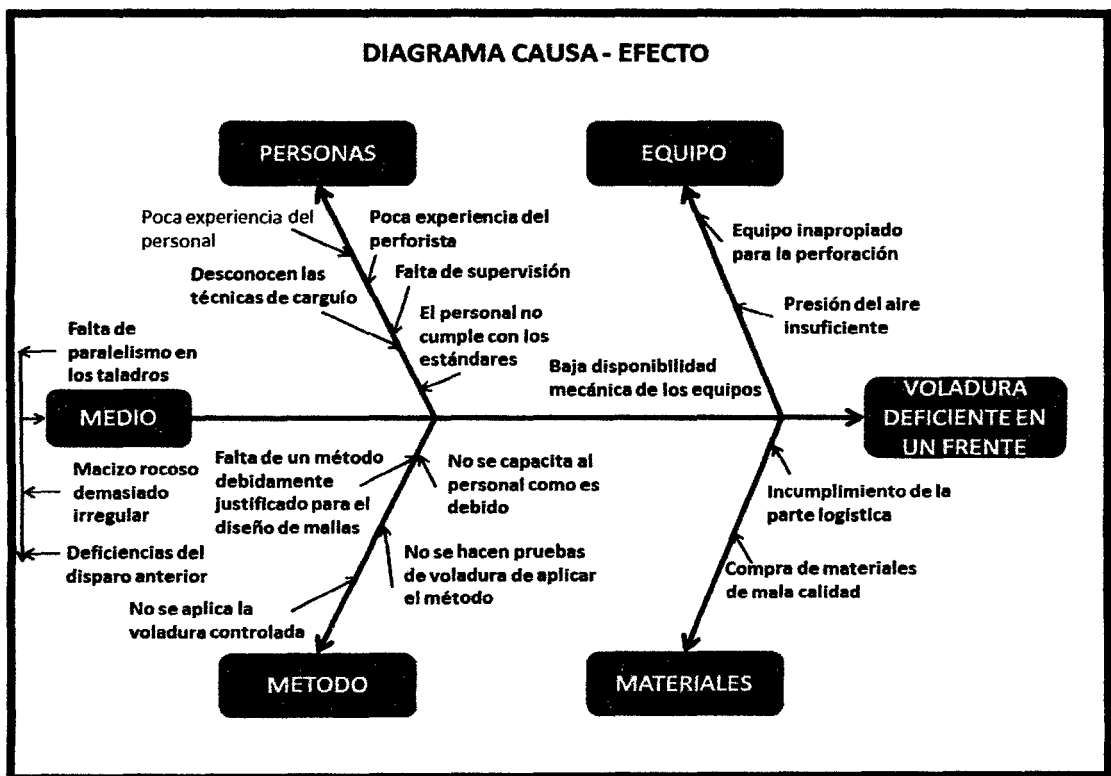 DIAGRAMA CAUSA - EFECTO
PERSONAS
EQUIPO
Poca experiencia del
personal
Poca experiencia del
perforista
Desconocen las
técnicas de carguío
Falta de supervisión
El personal no
cumple con los
estándares
Equipo inapropiado
para la perforación
Presión del aire
insuficiente
Baja disponibilidad
mecánica de los equipos
Falta de
paralelismo en
los taladros
MEDIO
VOLADURA
DEFICIENTE EN
UN FRENTE
Macizo rocoso
demasiado
irregular
Deficiencias del
disparo anterior
Falta de un método
debidamente
justificado para el
diseño de mallas
No se capacita al
personal como es
debido
No se hacen pruebas
de voladura de aplicar
el método
No se aplica la
voladura controlada
Incumplimiento de la
parte logística
Compra de materiales
de mala calidad
METODO
MATERIALES